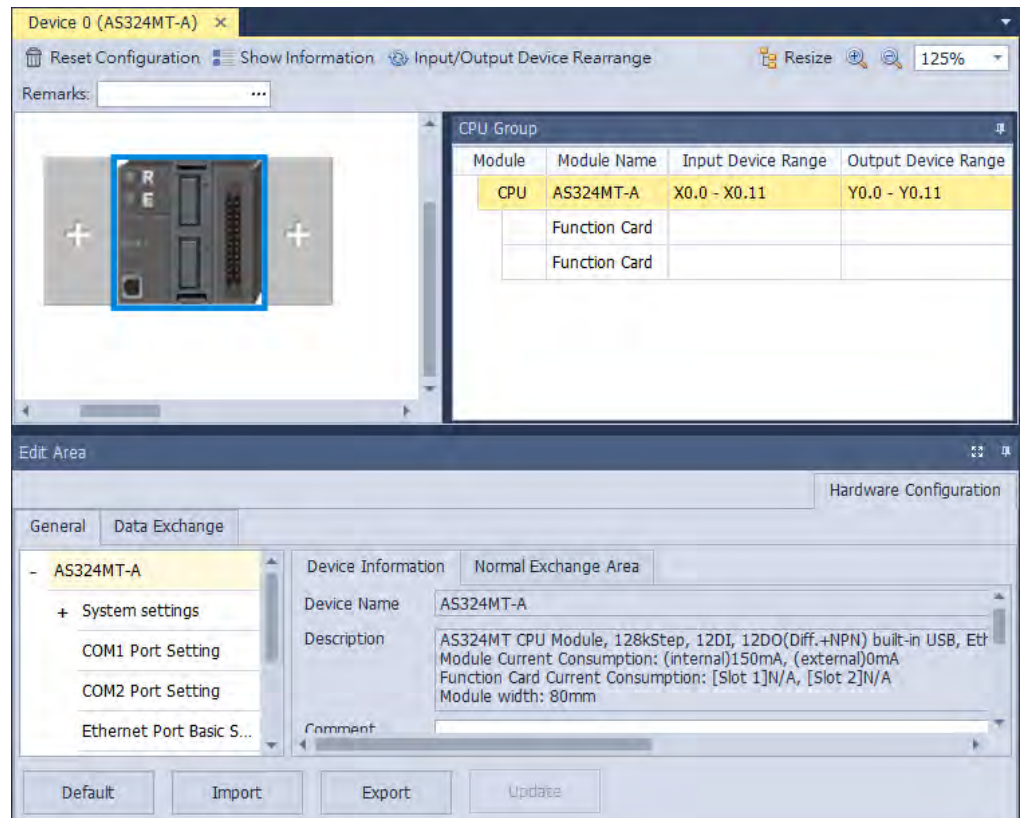 Device 0 (AS324MT-A) ×
Reset Configuration Show Information Input/Output Device Rearrange Resize 125%
Remarks: ...
CPU Group
Module Module Name Input Device Range Output Device Range
CPU AS324MT-A X0.0 - X0.11 Y0.0 - Y0.11
Function Card
Function Card
R
E
+ +
Edit Area
Hardware Configuration
General Data Exchange
- AS324MT-A
+ System settings
COM1 Port Setting
COM2 Port Setting
Ethernet Port Basic S...
Device Information Normal Exchange Area
Device Name AS324MT-A
Description AS324MT CPU Module, 128kStep, 12DI, 12DO(Diff.+NPN) built-in USB, Eth
Module Current Consumption: (internal)150mA, (external)0mA
Function Card Current Consumption: [Slot 1]N/A, [Slot 2]N/A
Module width: 80mm
Comment
Default Import Export Update